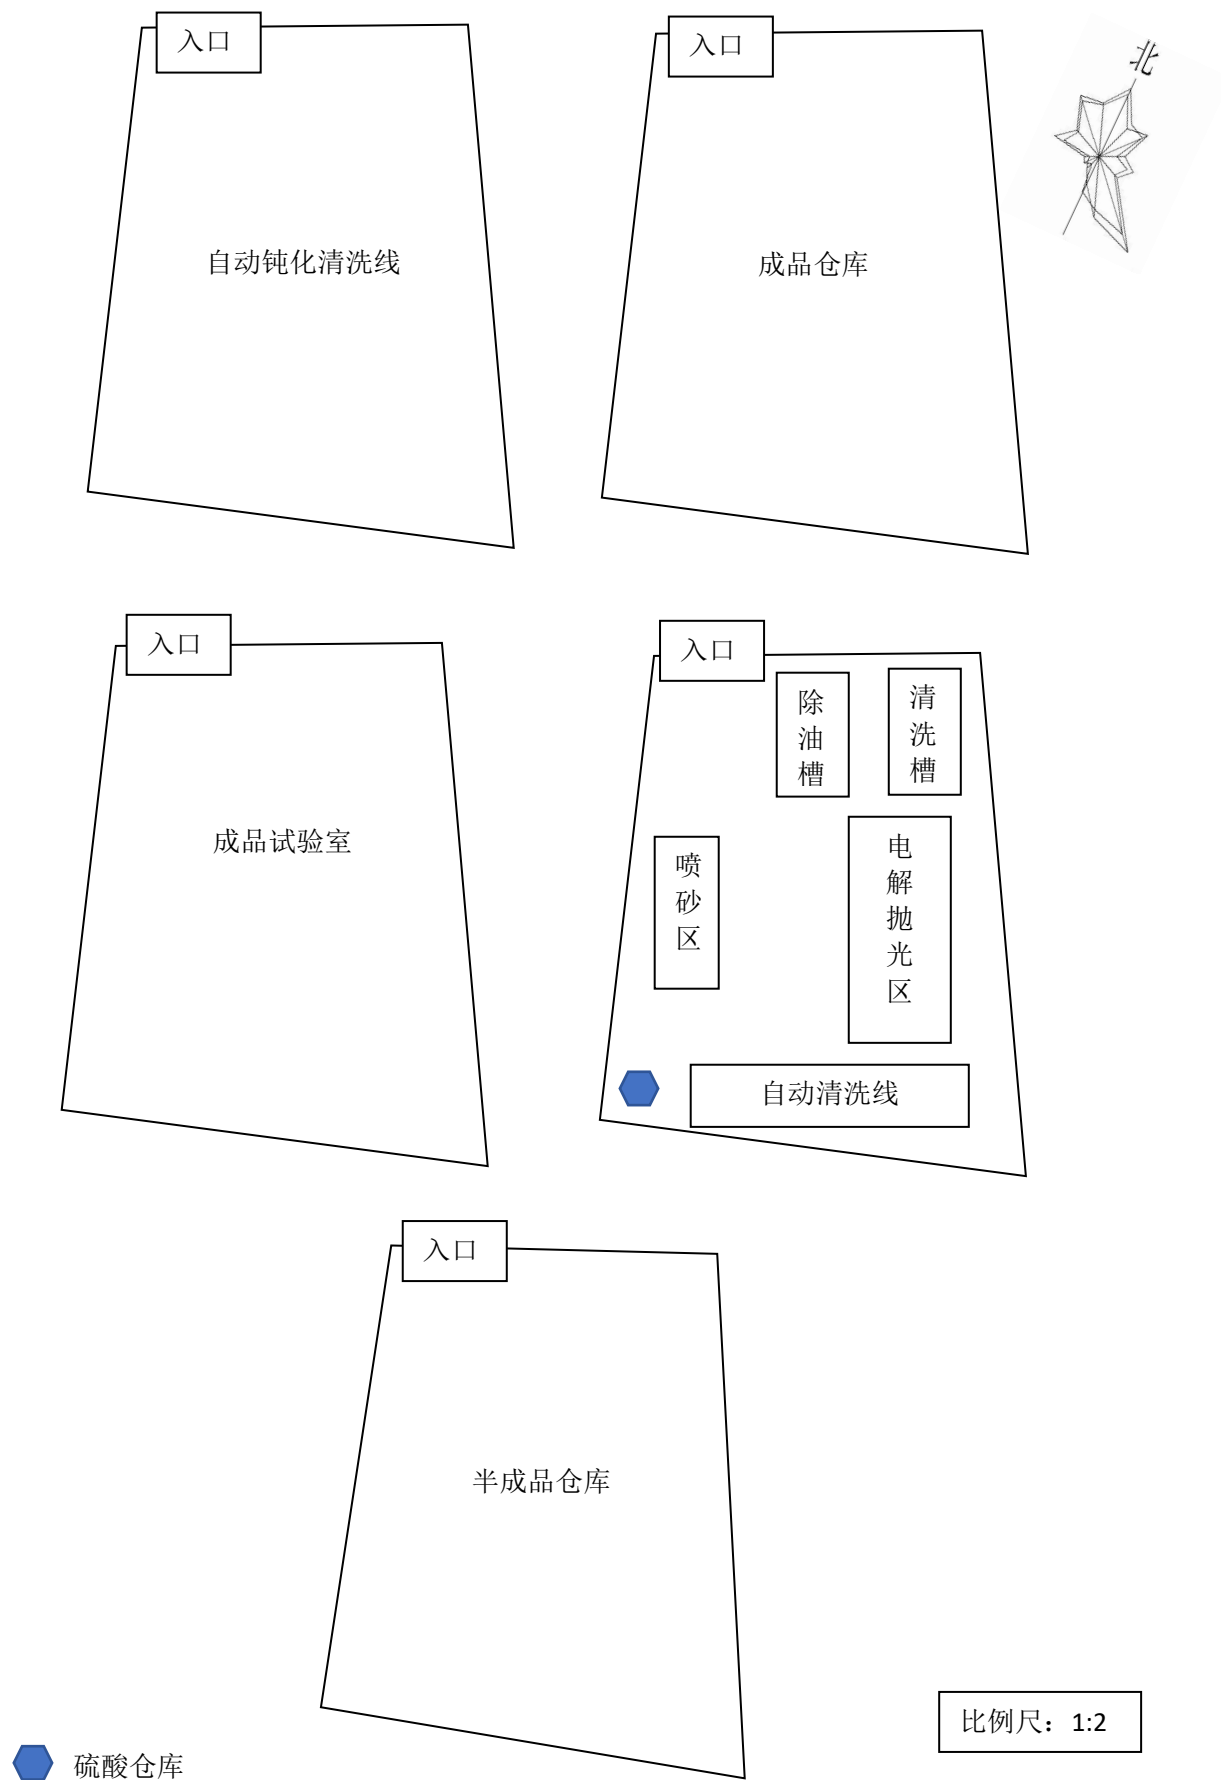 入口
入口
北
自动钝化清洗线
成品仓库
入口
入口
除油槽
清洗槽
成品试验室
喷砂区
电解抛光区
自动清洗线
入口
半成品仓库
比例尺：1:2
硫酸仓库